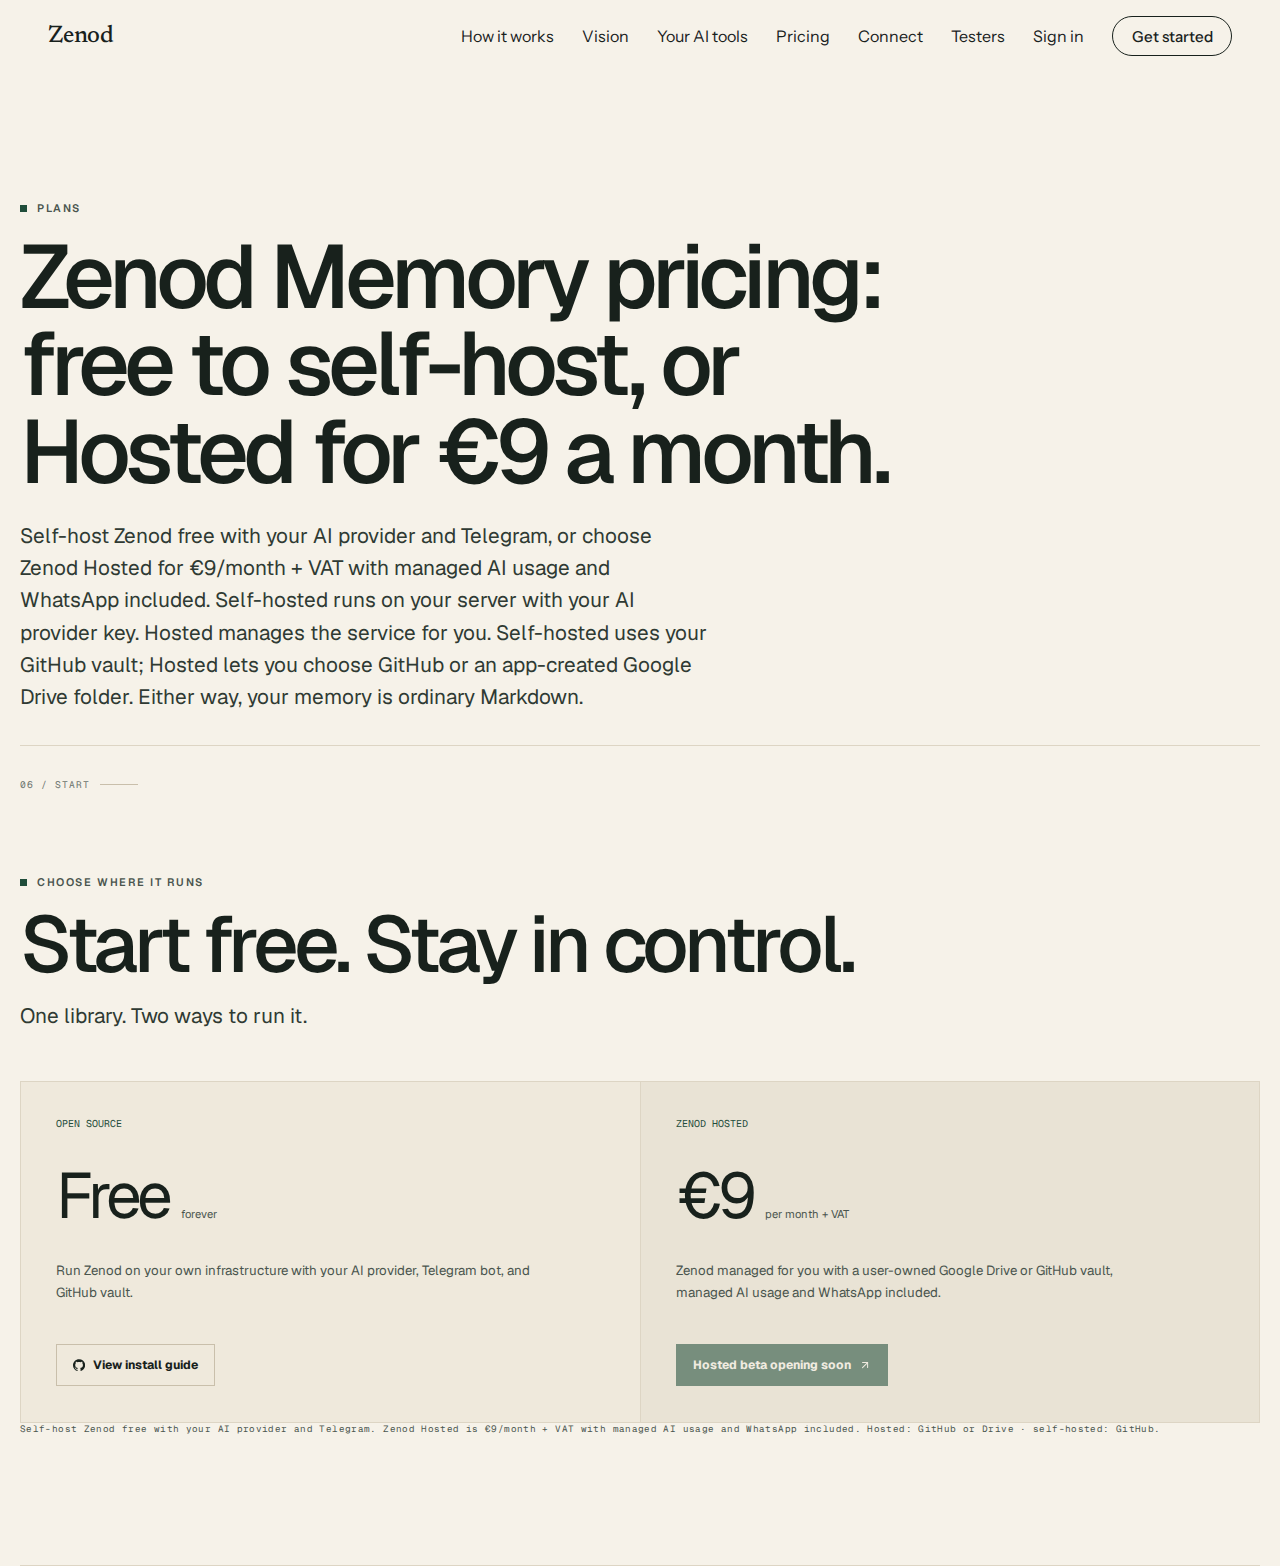 Zenod
How it works
Vision
Your AI tools
Pricing
Connect
Testers
Sign in
Get started
PLANS
Zenod Memory pricing:
free to self-host, or
Hosted for €9 a month.
Self-host Zenod free with your AI provider and Telegram, or choose
Zenod Hosted for €9/month + VAT with managed AI usage and
WhatsApp included. Self-hosted runs on your server with your AI
provider key. Hosted manages the service for you. Self-hosted uses your
GitHub vault; Hosted lets you choose GitHub or an app-created Google
Drive folder. Either way, your memory is ordinary Markdown.
06 / START
CHOOSE WHERE IT RUNS
Start free. Stay in control.
One library. Two ways to run it.
OPEN SOURCE
Free forever
Run Zenod on your own infrastructure with your AI provider, Telegram bot, and
GitHub vault.
View install guide
ZENOD HOSTED
€9 per month + VAT
Zenod managed for you with a user-owned Google Drive or GitHub vault,
managed AI usage and WhatsApp included.
Hosted beta opening soon
Self-host Zenod free with your AI provider and Telegram. Zenod Hosted is €9/month + VAT with managed AI usage and WhatsApp included. Hosted: GitHub or Drive · self-hosted: GitHub.